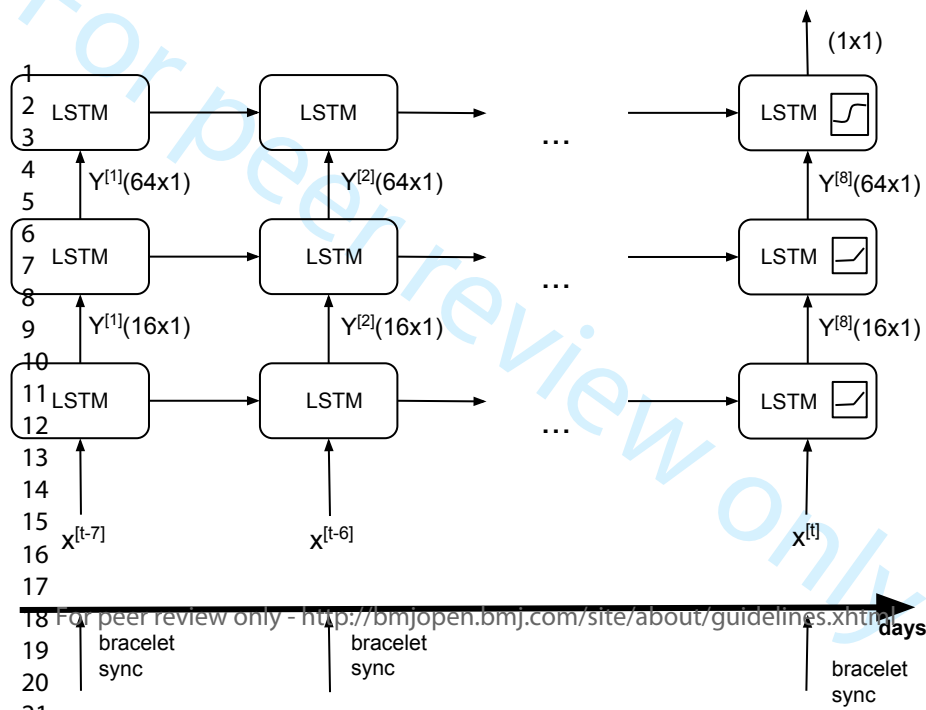 (1x1)
1
2
3
4
5
6
7
8
9
10
11
12
13
14
15
16
17
18
19
20
21
LSTM
LSTM
...
LSTM
Y[1](64x1)
Y[2](64x1)
Y[8](64x1)
LSTM
LSTM
...
LSTM
Y[1](16x1)
Y[2](16x1)
Y[8](16x1)
LSTM
LSTM
...
LSTM
x[t-7]
x[t-6]
x[t]
For peer review only - http://bmjopen.bmj.com/site/about/guidelines.xhtml
days
bracelet
sync
bracelet
sync
bracelet
sync
For peer review only